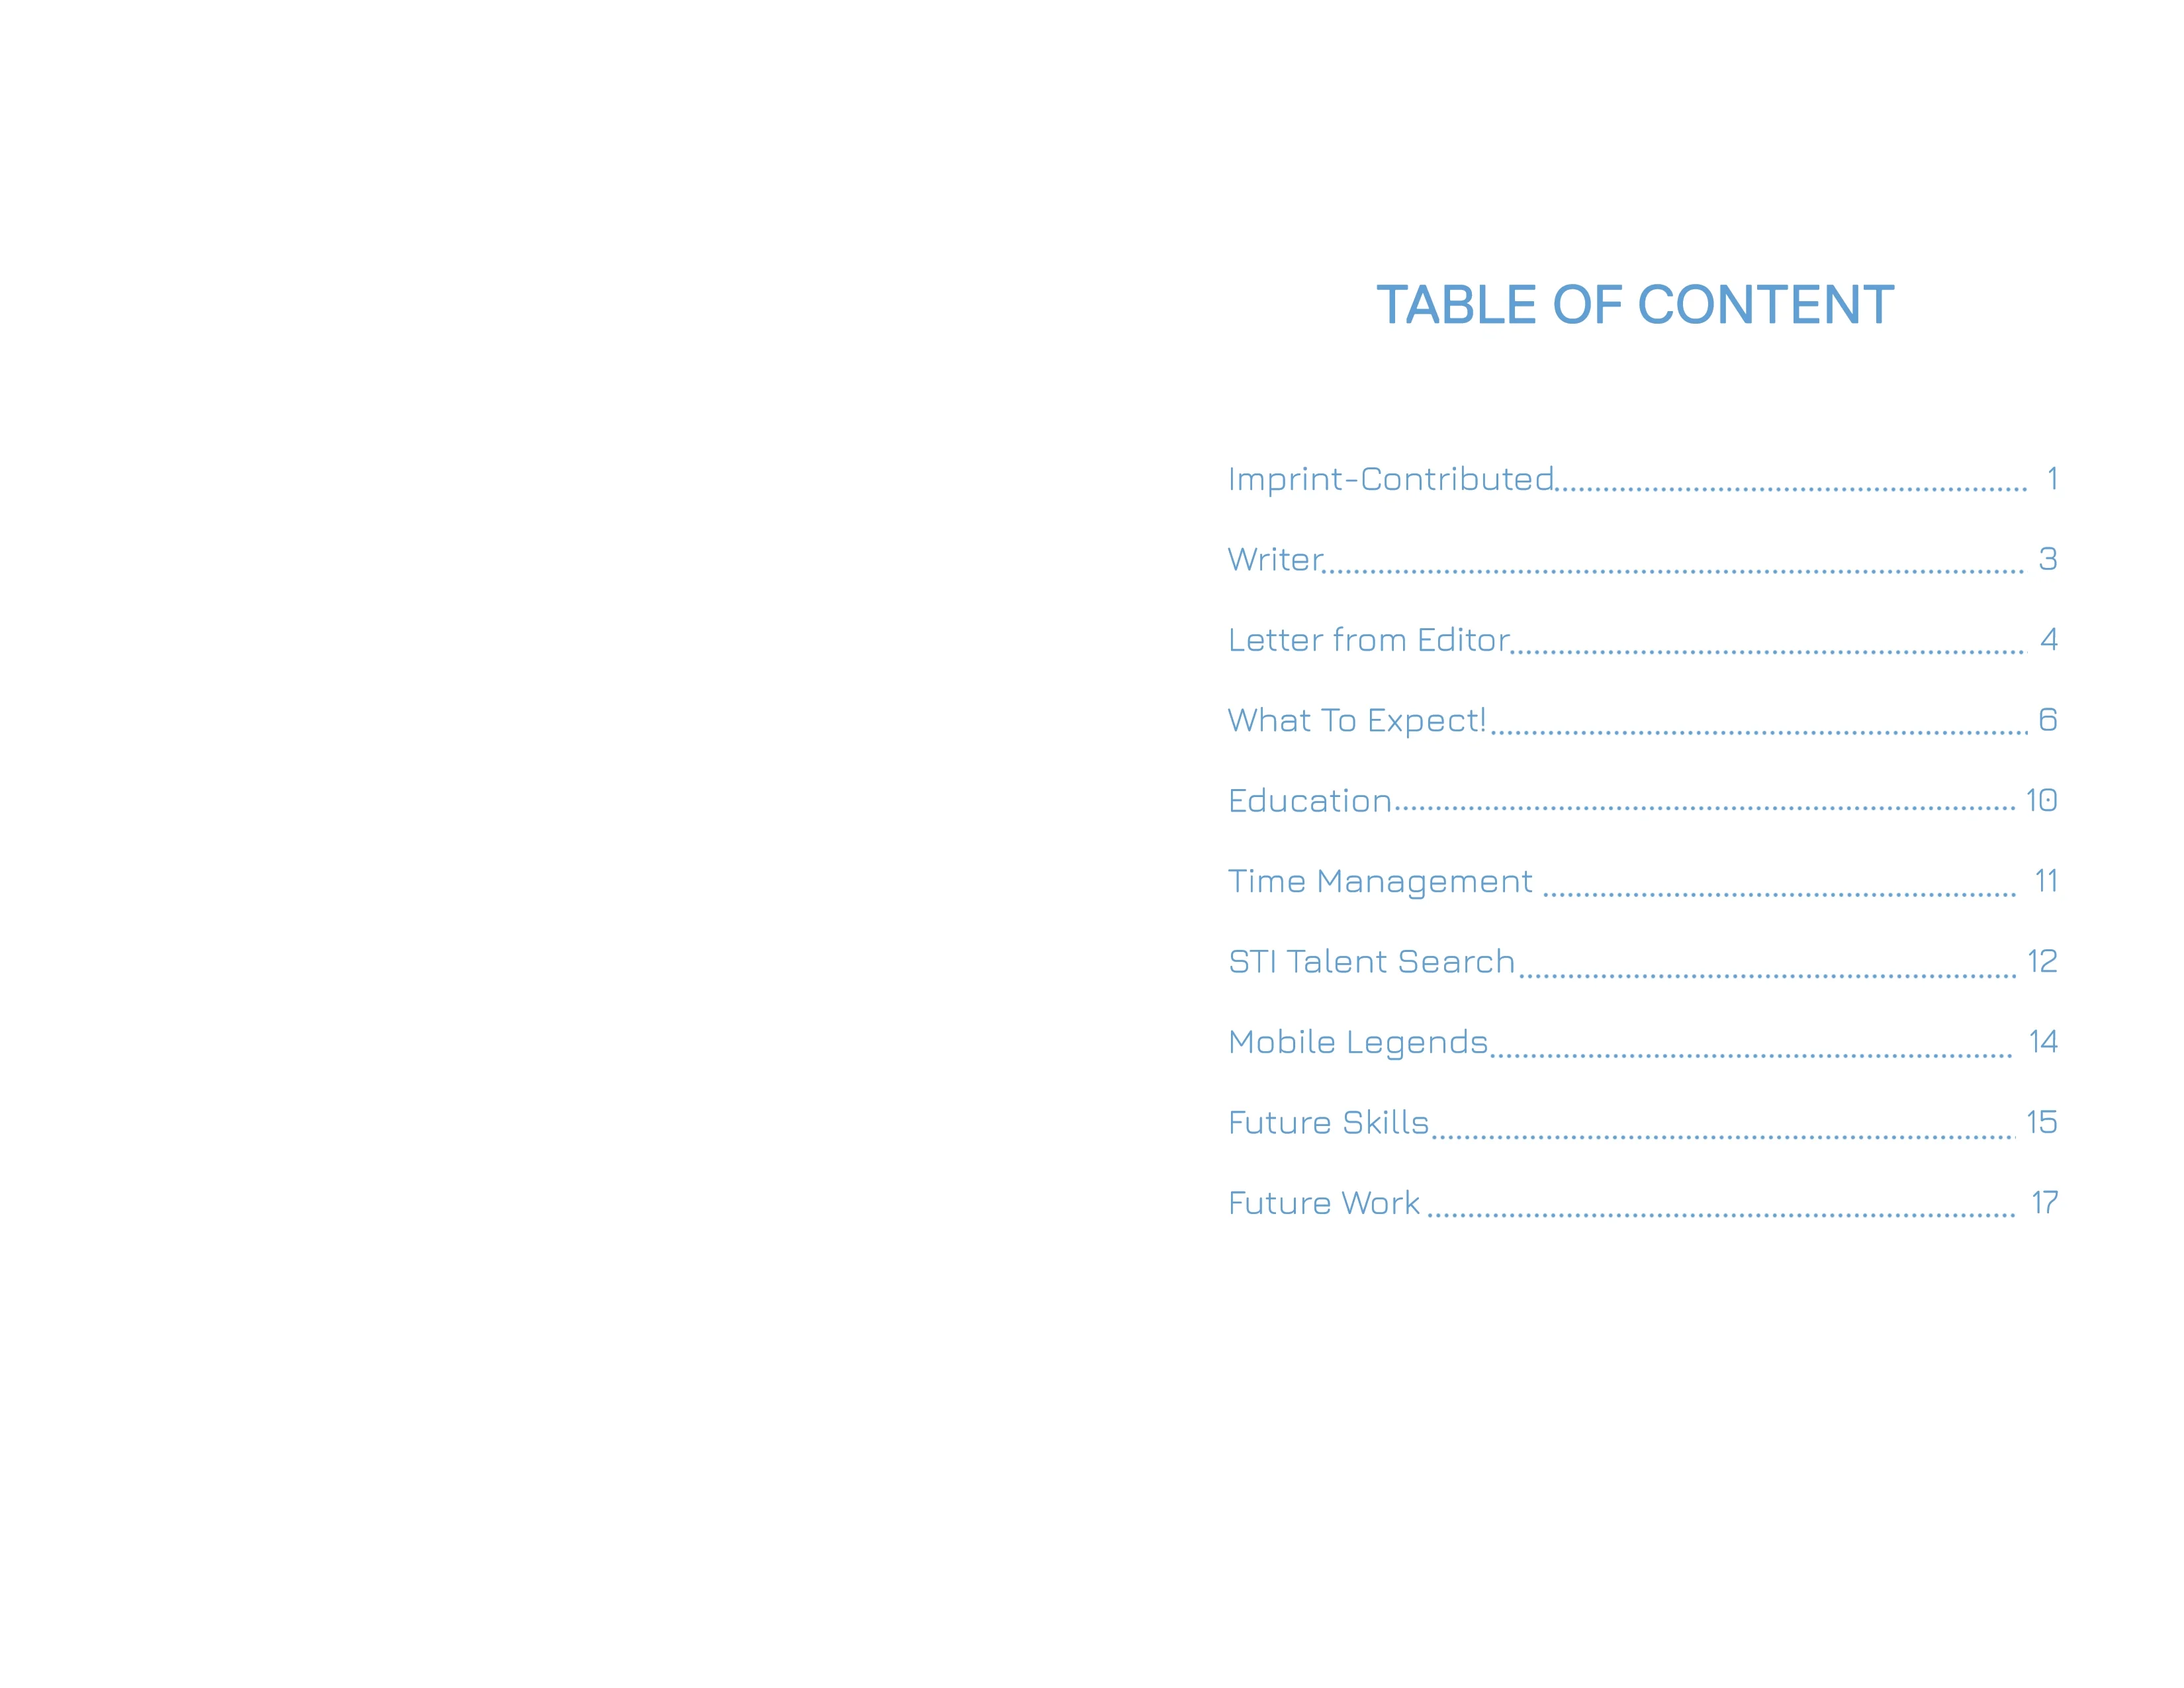 TABLE OF CONTENT
Imprint-Contributed 1
Writer 3
Letter from Editor 4
What To Expect! 6
Education 10
Time Management 11
STI Talent Search 12
Mobile Legends 14
Future Skills 15
Future Work 17